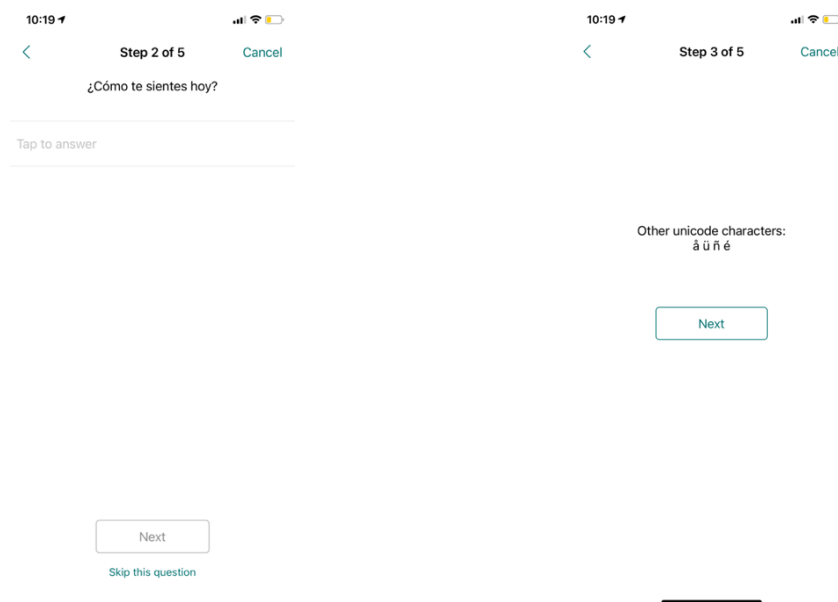 10:19
Step 2 of 5
Cancel
¿Cómo te sientes hoy?
Tap to answer
Next
Skip this question
10:19
Step 3 of 5
Cancel
Other unicode characters:
å ü ñ é
Next